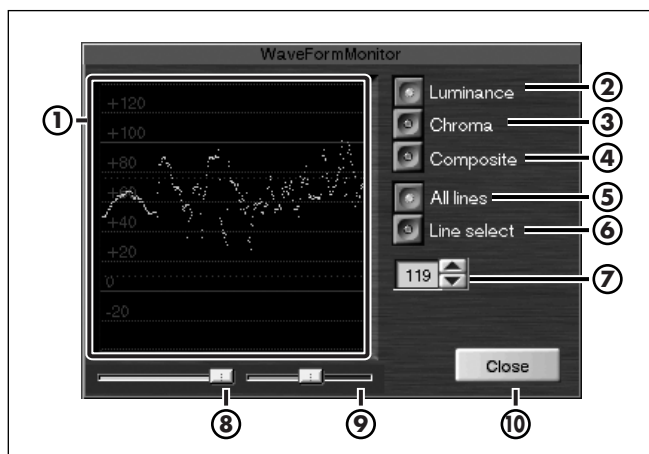 WaveFormMonitor
①
+120
+100
+80
+60
+40
+20
0
-20
Luminance ②
Chroma ③
Composite ④
All lines ⑤
Line select ⑥
119 ⑦
Close
⑧ ⑨ ⑩